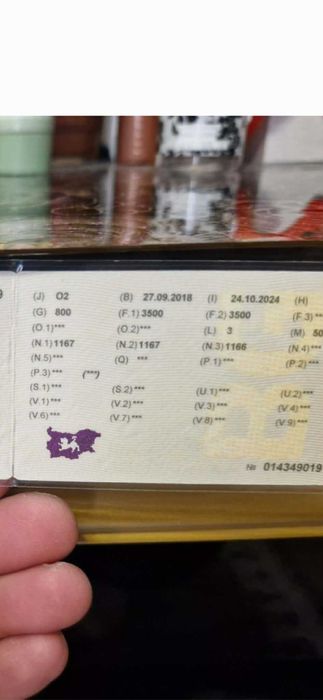 (J) O2 (B) 27.09.2018 (I) 24.10.2024 (H)
(G) 800 (F.1) 3500 (F.2) 3500 (F.3) **
(O.1)*** (O.2)*** (L) 3 (M) 50
(N.1) 1167 (N.2) 1167 (N.3) 1166 (N.4)***
(N.5)*** (Q) *** (P.1)*** (P.2)***
(P.3)*** (***)
(S.1)*** (S.2)*** (U.1)*** (U.2)***
(V.1)*** (V.2)*** (V.3)*** (V.4)***
(V.6)*** (V.7)*** (V.8)*** (V.9)***
№ 014349019